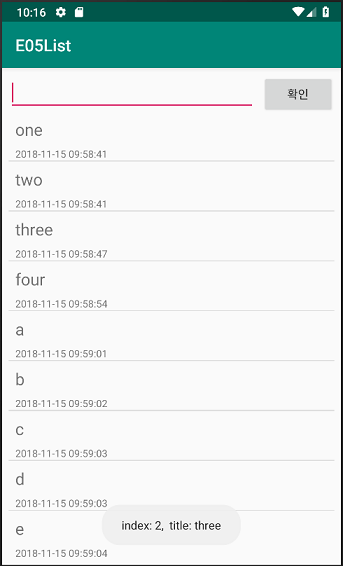 10:16
E05List
확인
one
2018-11-15 09:58:41
two
2018-11-15 09:58:41
three
2018-11-15 09:58:47
four
2018-11-15 09:58:54
a
2018-11-15 09:59:01
b
2018-11-15 09:59:02
c
2018-11-15 09:59:03
d
2018-11-15 09:59:03
e
2018-11-15 09:59:04
index: 2,  title: three